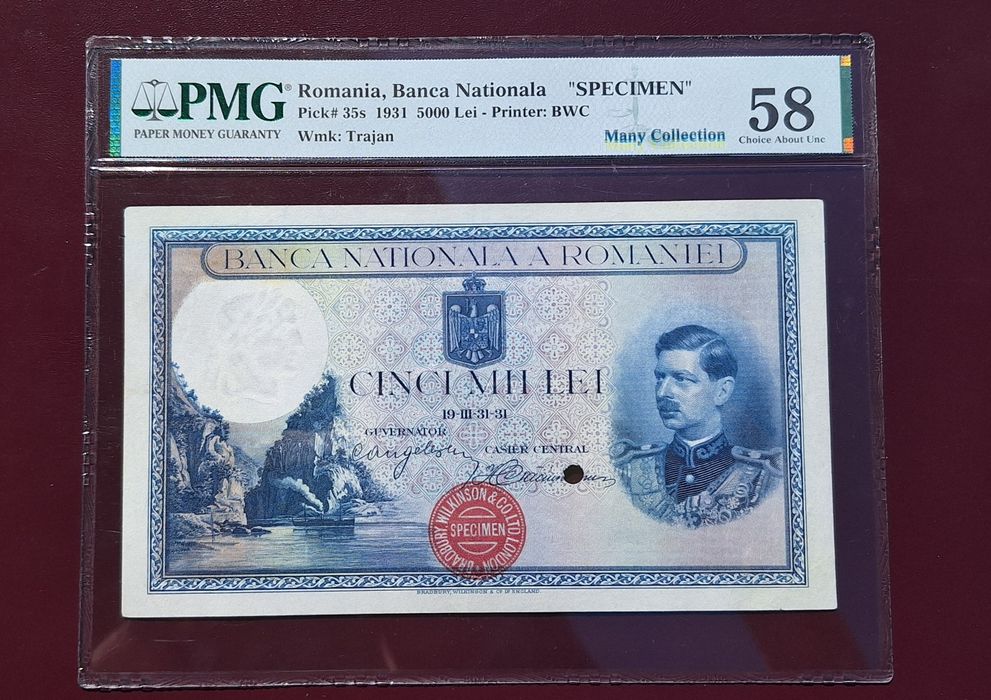 PMG®
PAPER MONEY GUARANTY
Romania, Banca Nationala "SPECIMEN"
Pick# 35s 1931 5000 Lei - Printer: BWC
Wmk: Trajan
Many Collection
58
Choice About Unc
BANCA NATIONALA A ROMANIEI
CINCI MII LEI
19-III-31-31
GUVERNATOR
CASIER CENTRAL
BRADBURY, WILKINSON & CO LTD. LONDON
SPECIMEN
BRADBURY, WILKINSON & Cº Lᴰ ENGLAND.